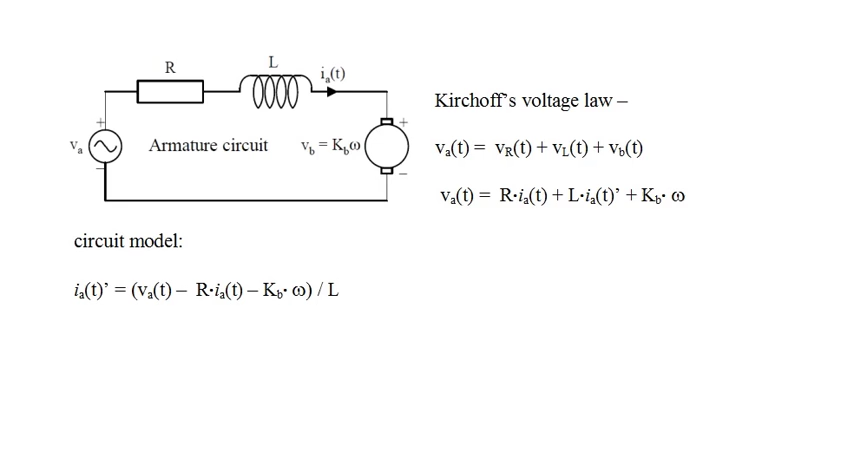 R
L
iₐ(t)
Kirchoff's voltage law –
+
+
vₐ
Armature circuit
v_b = K_bω
vₐ(t) = v_R(t) + v_L(t) + v_b(t)
–
–
vₐ(t) = R·iₐ(t) + L·iₐ(t)’ + K_b· ω
circuit model:
iₐ(t)’ = (vₐ(t) – R·iₐ(t) – K_b· ω) / L